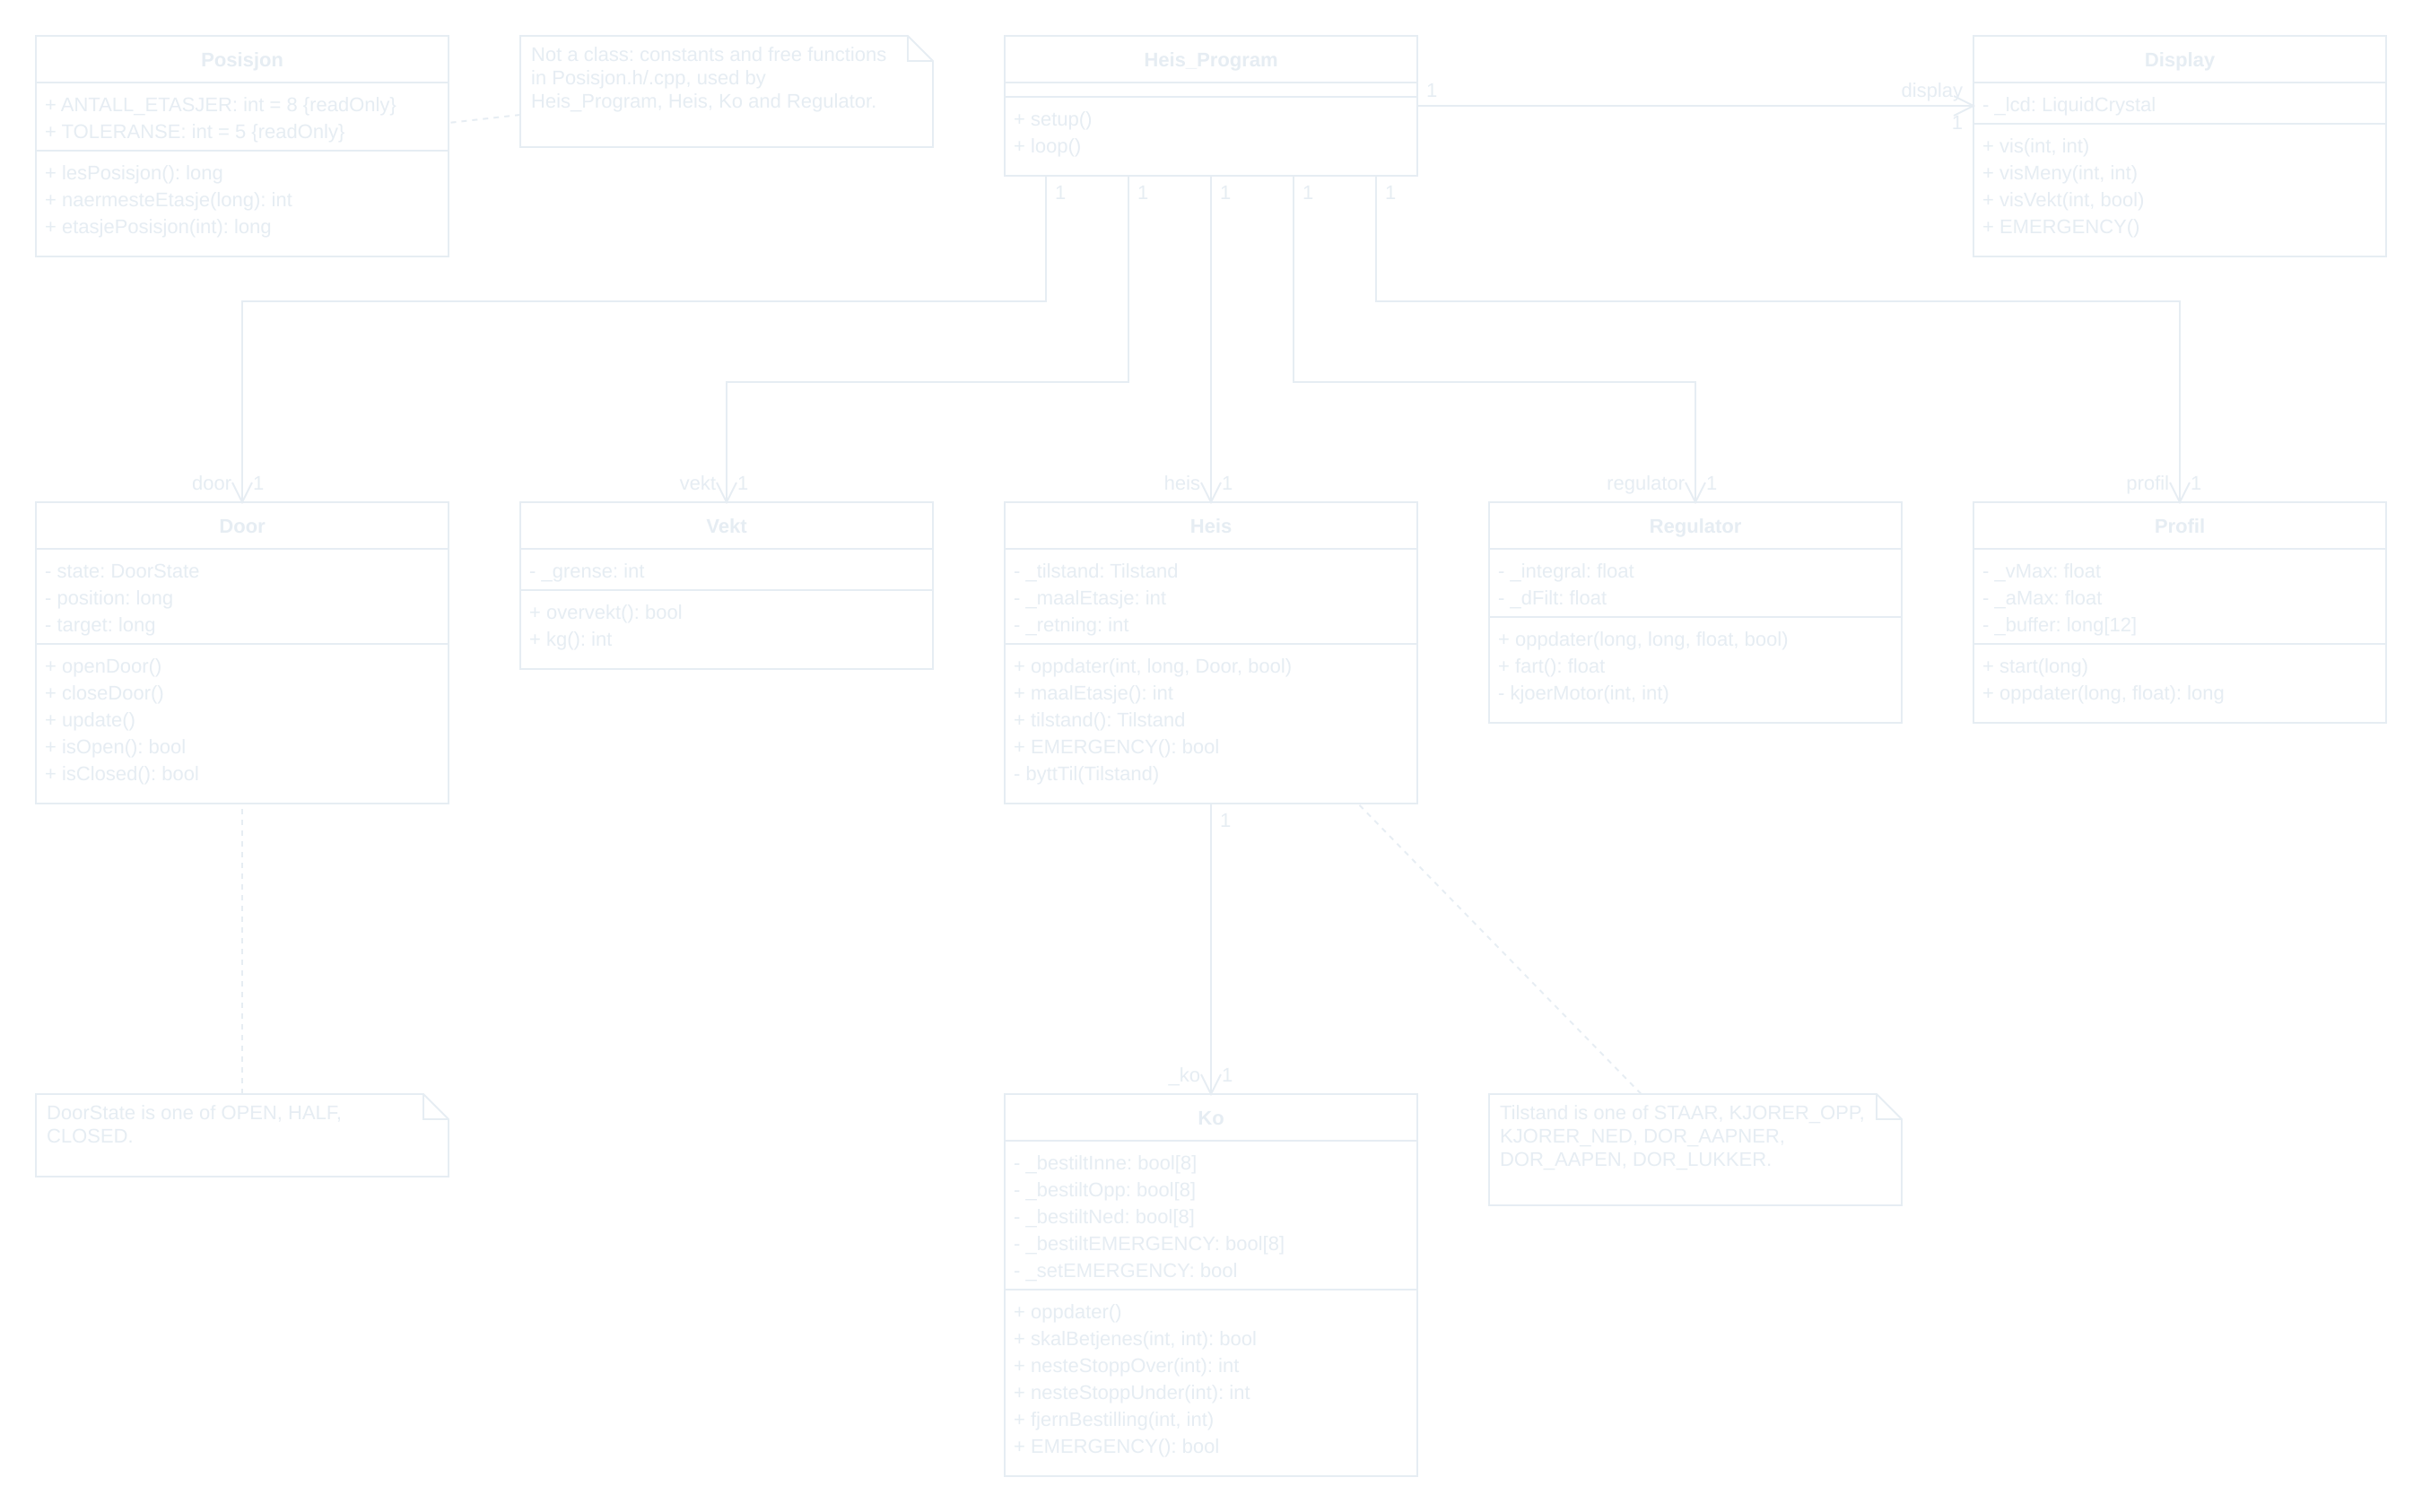 Posisjon
+ ANTALL_ETASJER: int = 8 {readOnly}
+ TOLERANSE: int = 5 {readOnly}
+ lesPosisjon(): long
+ naermesteEtasje(long): int
+ etasjePosisjon(int): long
Not a class: constants and free functions
in Posisjon.h/.cpp, used by
Heis_Program, Heis, Ko and Regulator.
Heis_Program
+ setup()
+ loop()
1
display
1
Display
- _lcd: LiquidCrystal
+ vis(int, int)
+ visMeny(int, int)
+ visVekt(int, bool)
+ EMERGENCY()
1
1
1
1
1
door
1
vekt
1
heis
1
regulator
1
profil
1
Door
- state: DoorState
- position: long
- target: long
+ openDoor()
+ closeDoor()
+ update()
+ isOpen(): bool
+ isClosed(): bool
Vekt
- _grense: int
+ overvekt(): bool
+ kg(): int
Heis
- _tilstand: Tilstand
- _maalEtasje: int
- _retning: int
+ oppdater(int, long, Door, bool)
+ maalEtasje(): int
+ tilstand(): Tilstand
+ EMERGENCY(): bool
- byttTil(Tilstand)
Regulator
- _integral: float
- _dFilt: float
+ oppdater(long, long, float, bool)
+ fart(): float
- kjoerMotor(int, int)
Profil
- _vMax: float
- _aMax: float
- _buffer: long[12]
+ start(long)
+ oppdater(long, float): long
1
_ko
1
DoorState is one of OPEN, HALF,
CLOSED.
Ko
- _bestiltInne: bool[8]
- _bestiltOpp: bool[8]
- _bestiltNed: bool[8]
- _bestiltEMERGENCY: bool[8]
- _setEMERGENCY: bool
+ oppdater()
+ skalBetjenes(int, int): bool
+ nesteStoppOver(int): int
+ nesteStoppUnder(int): int
+ fjernBestilling(int, int)
+ EMERGENCY(): bool
Tilstand is one of STAAR, KJORER_OPP,
KJORER_NED, DOR_AAPNER,
DOR_AAPEN, DOR_LUKKER.